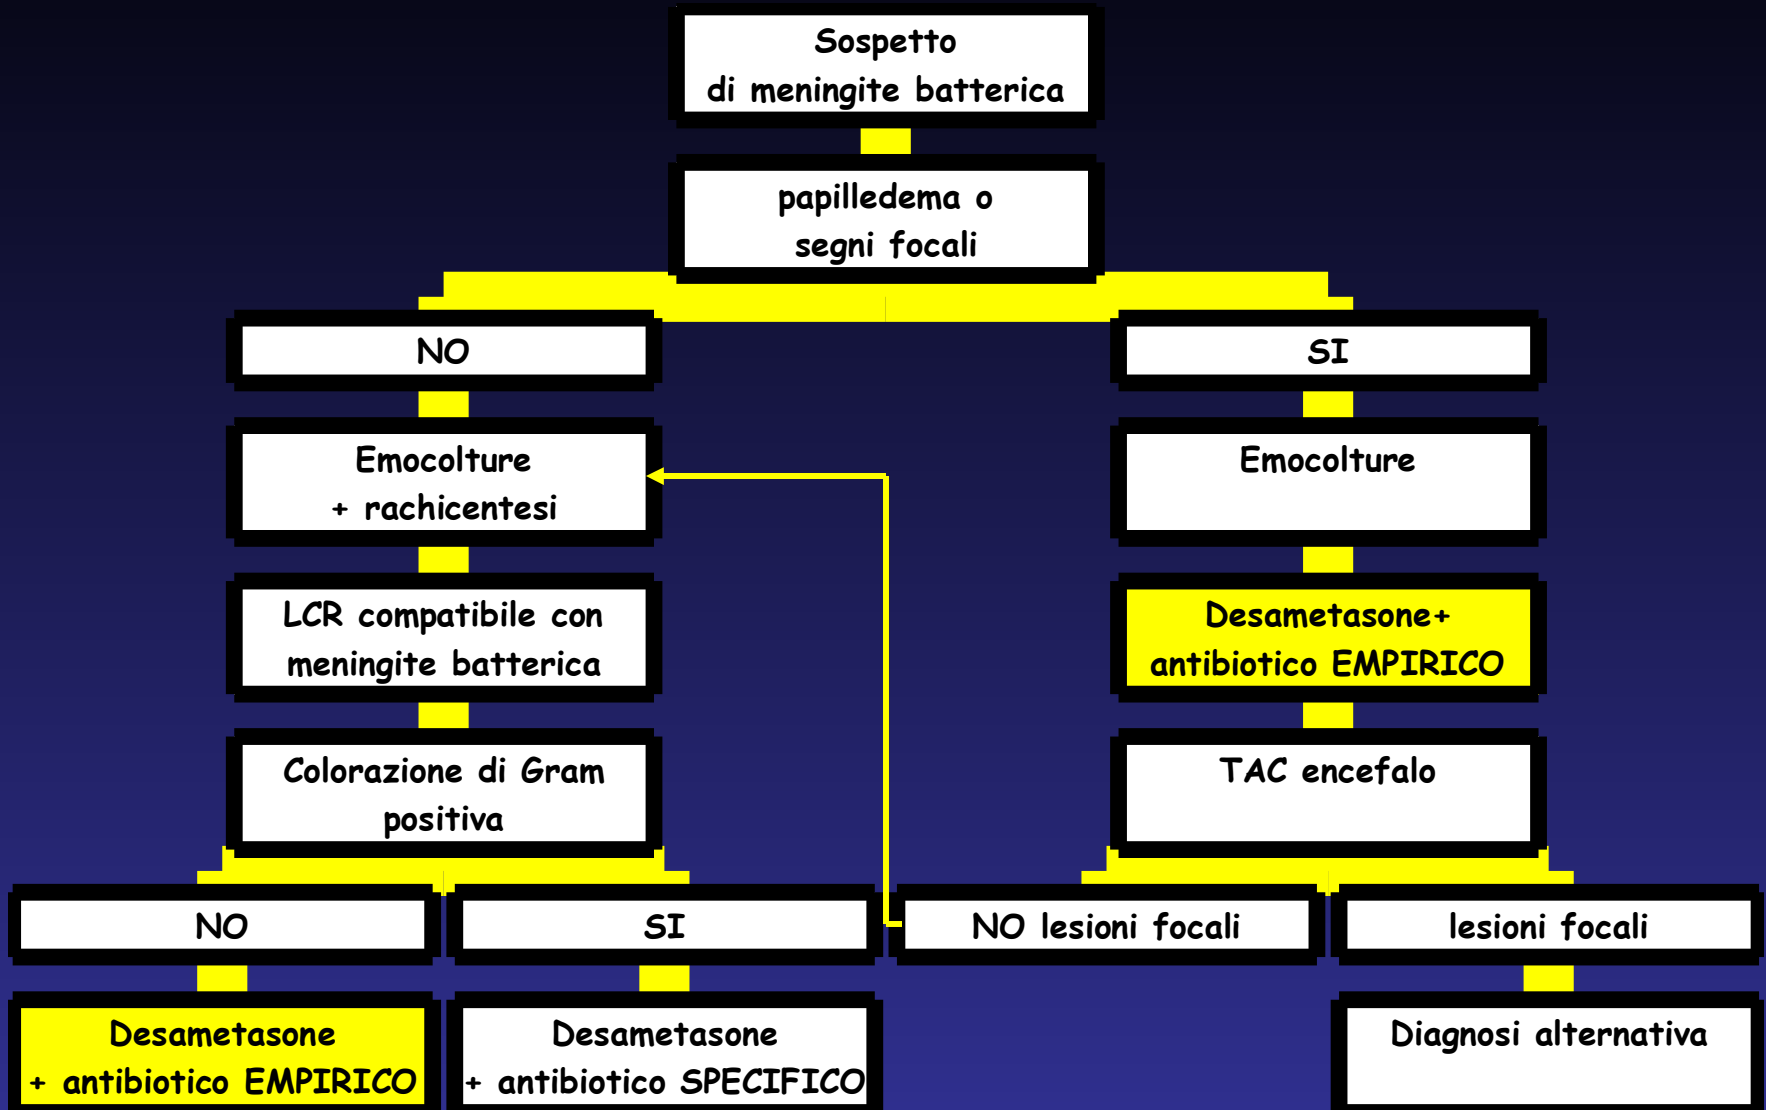 Sospetto
di meningite batterica
papilledema o
segni focali
NO
SI
Emocolture
+ rachicentesi
Emocolture
LCR compatibile con
meningite batterica
Desametasone+
antibiotico EMPIRICO
Colorazione di Gram
positiva
TAC encefalo
NO
SI
NO lesioni focali
lesioni focali
Desametasone
+ antibiotico EMPIRICO
Desametasone
+ antibiotico SPECIFICO
Diagnosi alternativa